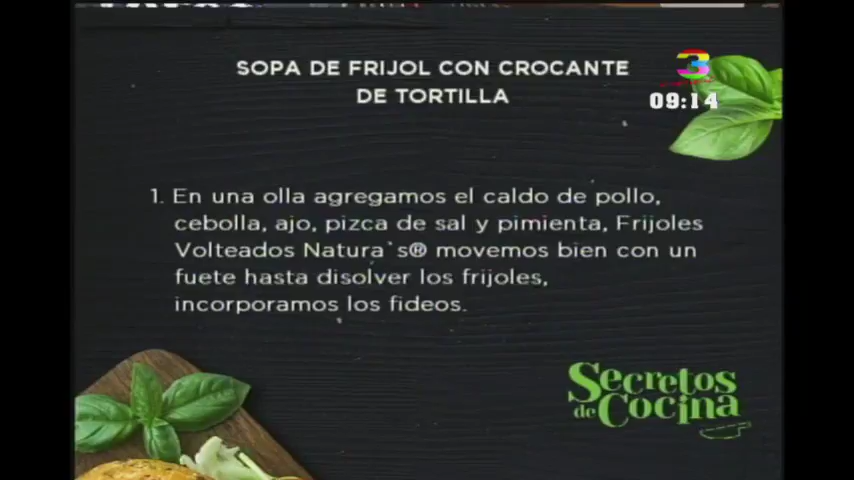 SOPA DE FRIJOL CON CROCANTE
DE TORTILLA
3
09:14
1. En una olla agregamos el caldo de pollo,
cebolla, ajo, pizca de sal y pimienta, Frijoles
Volteados Natura`s® movemos bien con un
fuete hasta disolver los frijoles,
incorporamos los fideos.
Secretos
de Cocina